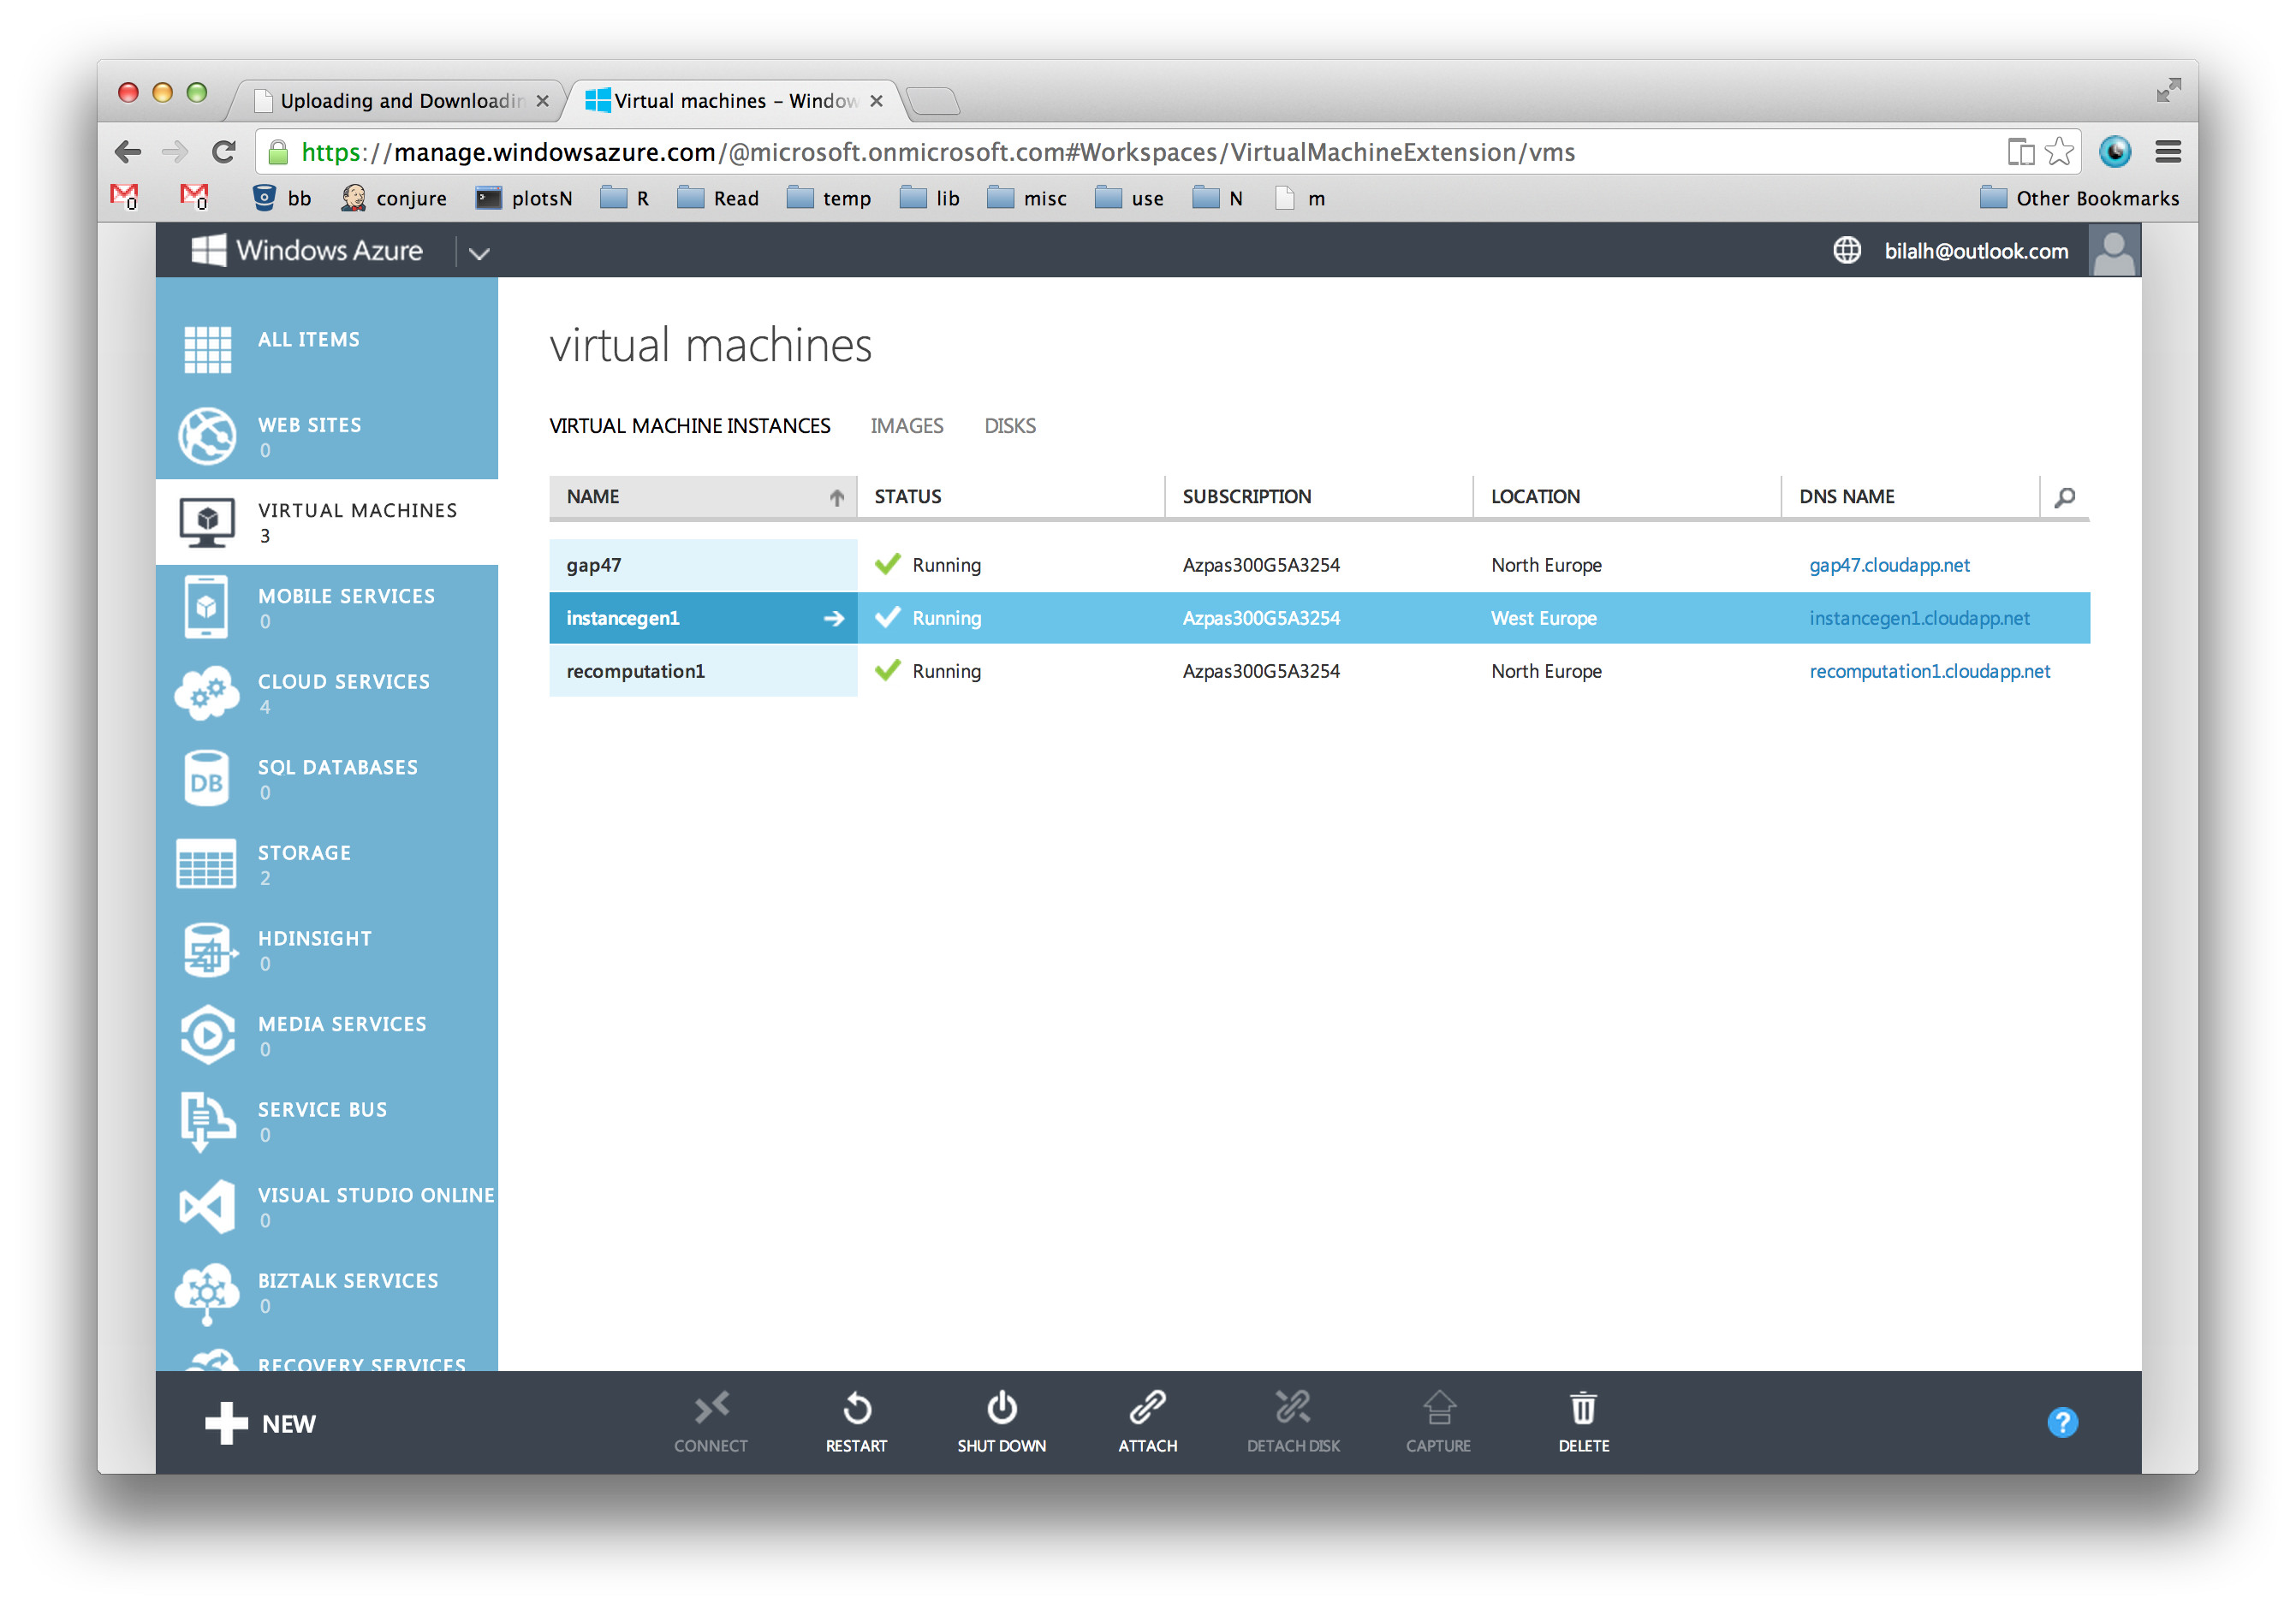 Uploading and Downloadin
Virtual machines – Window
https://manage.windowsazure.com/@microsoft.onmicrosoft.com#Workspaces/VirtualMachineExtension/vms
0 0 bb conjure plotsN R Read temp lib misc use N m Other Bookmarks
Windows Azure bilalh@outlook.com
ALL ITEMS
WEB SITES
0
VIRTUAL MACHINES
3
MOBILE SERVICES
0
CLOUD SERVICES
4
DB
SQL DATABASES
0
STORAGE
2
HDINSIGHT
0
MEDIA SERVICES
0
SERVICE BUS
0
VISUAL STUDIO ONLINE
0
BIZTALK SERVICES
0
RECOVERY SERVICES
virtual machines
VIRTUAL MACHINE INSTANCES IMAGES DISKS
NAME STATUS SUBSCRIPTION LOCATION DNS NAME
gap47 Running Azpas300G5A3254 North Europe gap47.cloudapp.net
instancegen1 Running Azpas300G5A3254 West Europe instancegen1.cloudapp.net
recomputation1 Running Azpas300G5A3254 North Europe recomputation1.cloudapp.net
NEW
CONNECT RESTART SHUT DOWN ATTACH DETACH DISK CAPTURE DELETE
?